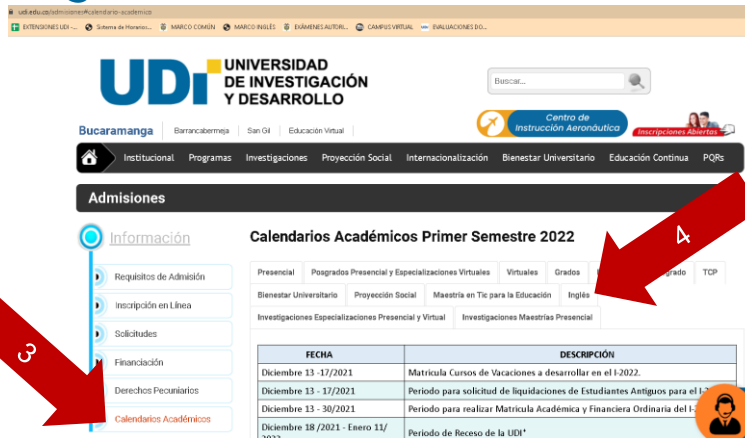 udi.edu.co/admisiones#calendario-academico
EXTENSIONES UDI -... Sistema de Horarios... MARCO COMÚN MARCO INGLÉS EXÁMENES AUTORI... CAMPUS VIRTUAL EVALUACIONES DO...
UDI UNIVERSIDAD
DE INVESTIGACIÓN
Y DESARROLLO
Buscar...
Bucaramanga Barrancabermeja San Gil Educación Virtual
Centro de
Instrucción Aeronáutica
Inscripciones Abiertas
Institucional Programas Investigaciones Proyección Social Internacionalización Bienestar Universitario Educación Continua PQRs
Admisiones
Información
Calendarios Académicos Primer Semestre 2022
4
Requisitos de Admisión
Presencial Posgrados Presencial y Especializaciones Virtuales Virtuales Grados grado TCP
Inscripción en Línea
Bienestar Universitario Proyección Social Maestría en Tic para la Educación Inglés
Investigaciones Especializaciones Presencial y Virtual Investigaciones Maestrías Presencial
Solicitudes
3
Financiación
FECHA DESCRIPCIÓN
Diciembre 13 -17/2021 Matricula Cursos de Vacaciones a desarrollar en el I-2022.
Derechos Pecuniarios
Diciembre 13 - 17/2021 Periodo para solicitud de liquidaciones de Estudiantes Antiguos para el
Diciembre 13 - 30/2021 Periodo para realizar Matricula Académica y Financiera Ordinaria del
Calendarios Académicos
Diciembre 18 /2021 - Enero 11/
2022 Periodo de Receso de la UDI*